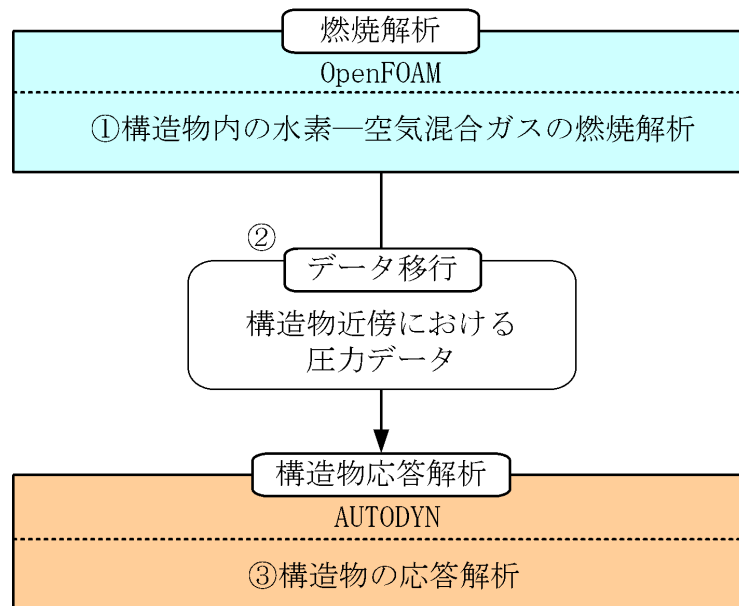 燃焼解析
OpenFOAM
①構造物内の水素―空気混合ガスの燃焼解析
②
データ移行
構造物近傍における
圧力データ
構造物応答解析
AUTODYN
③構造物の応答解析